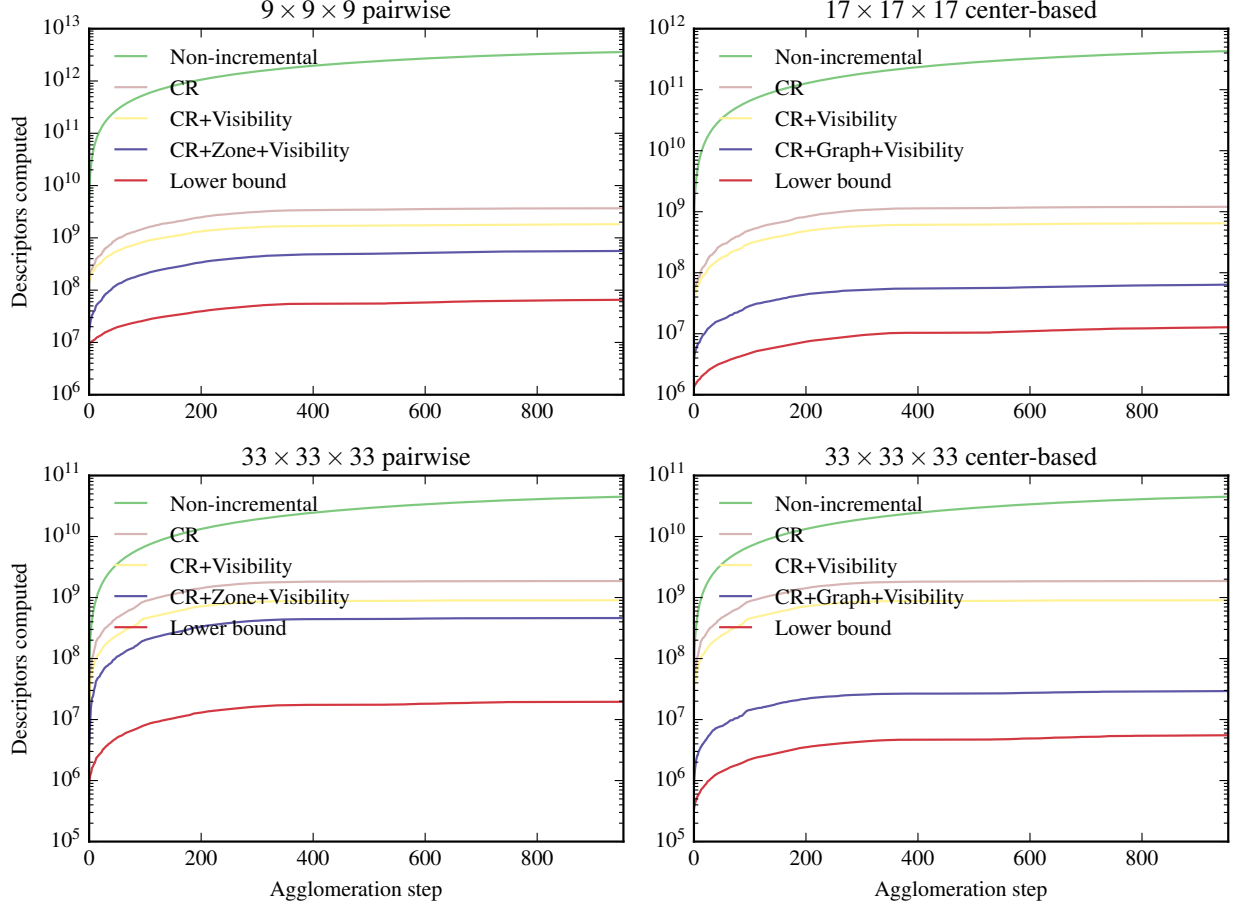 9 × 9 × 9 pairwise
10^13
10^12
10^11
10^10
10^9
10^8
10^7
10^6
Descriptors computed
Non-incremental
CR
CR+Visibility
CR+Zone+Visibility
Lower bound
0 200 400 600 800
17 × 17 × 17 center-based
10^12
10^11
10^10
10^9
10^8
10^7
10^6
Non-incremental
CR
CR+Visibility
CR+Graph+Visibility
Lower bound
0 200 400 600 800
33 × 33 × 33 pairwise
10^11
10^10
10^9
10^8
10^7
10^6
10^5
Descriptors computed
Non-incremental
CR
CR+Visibility
CR+Zone+Visibility
Lower bound
0 200 400 600 800
Agglomeration step
33 × 33 × 33 center-based
10^11
10^10
10^9
10^8
10^7
10^6
10^5
Non-incremental
CR
CR+Visibility
CR+Graph+Visibility
Lower bound
0 200 400 600 800
Agglomeration step